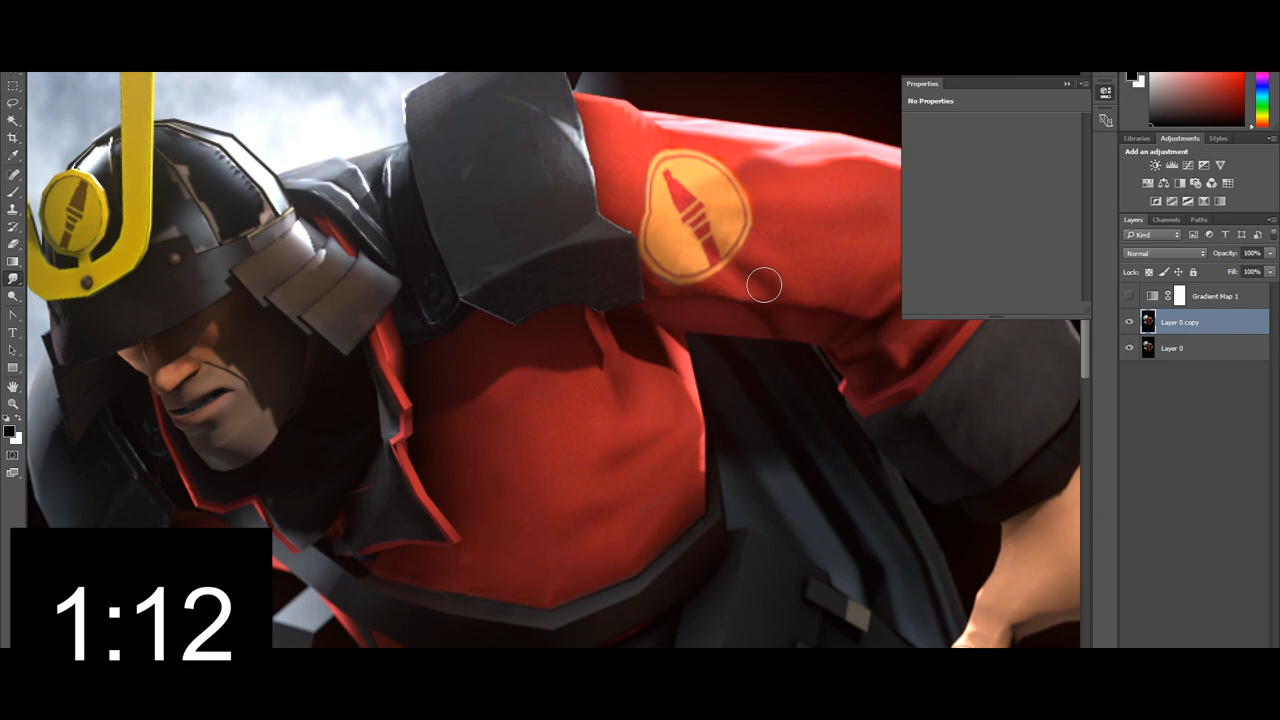 Properties
No Properties
Libraries Adjustments Styles
Add an adjustment
Layers Channels Paths
Kind
Normal Opacity: 100%
Lock: Fill: 100%
Gradient Map 1
Layer 0 copy
Layer 0
1:12